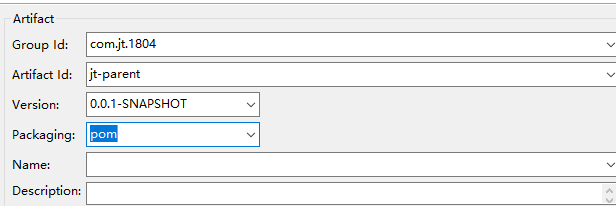 Artifact
Group Id: com.jt.1804
Artifact Id: jt-parent
Version: 0.0.1-SNAPSHOT
Packaging: pom
Name:
Description: